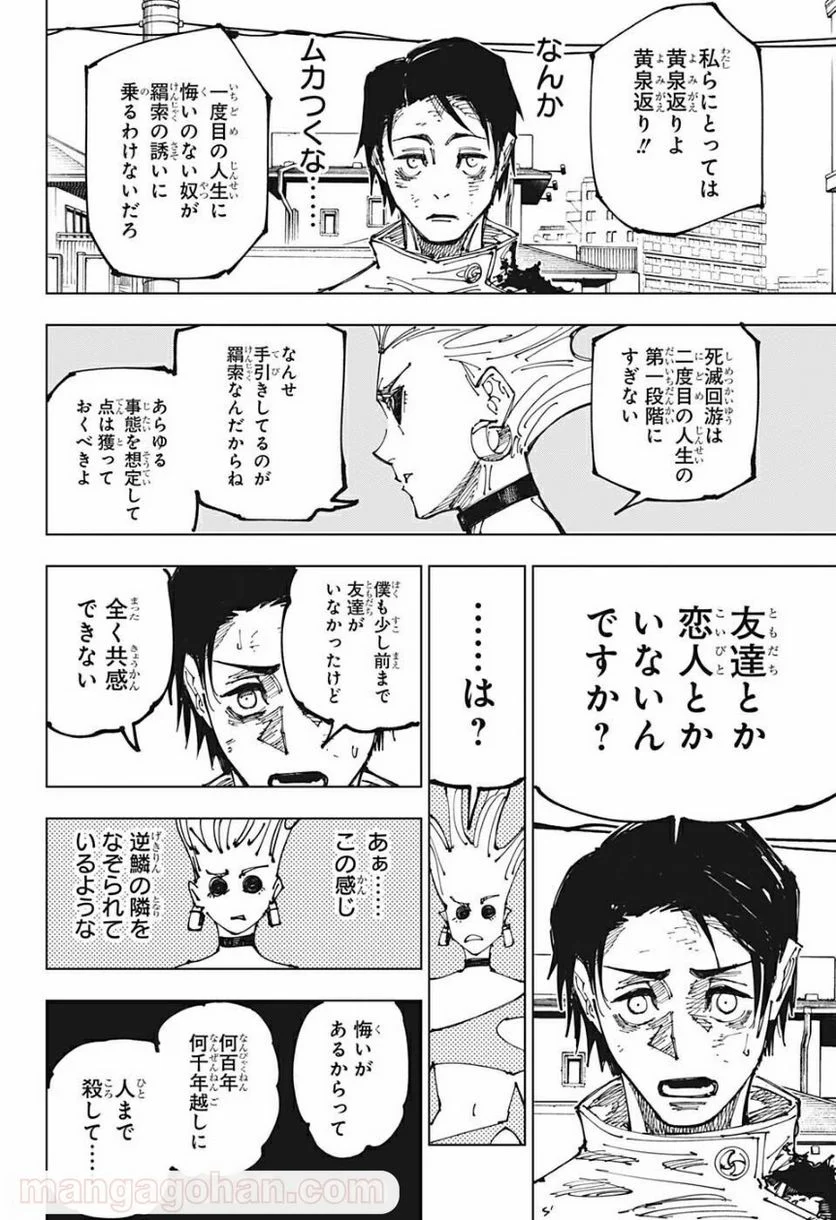 私らにとっては
黄泉返りよ
黄泉返り!!
なんか
ムカつくな……
一度目の人生に
悔いのない奴が
羂索の誘いに
乗るわけないだろ
死滅回游は
二度目の人生の
第一段階に
すぎない
なんせ
手引きしてるのが
羂索なんだからね
あらゆる
事態を想定して
点は獲って
おくべきよ
友達とか
恋人とか
いないん
ですか?
……は?
僕も少し前まで
友達が
いなかったけど
全く共感
できない
あぁ……
この感じ
逆鱗の隣を
なぞられて
いるような
悔いが
あるからって
何百年
何千年越しに
人まで
殺して……
mangagohan.com